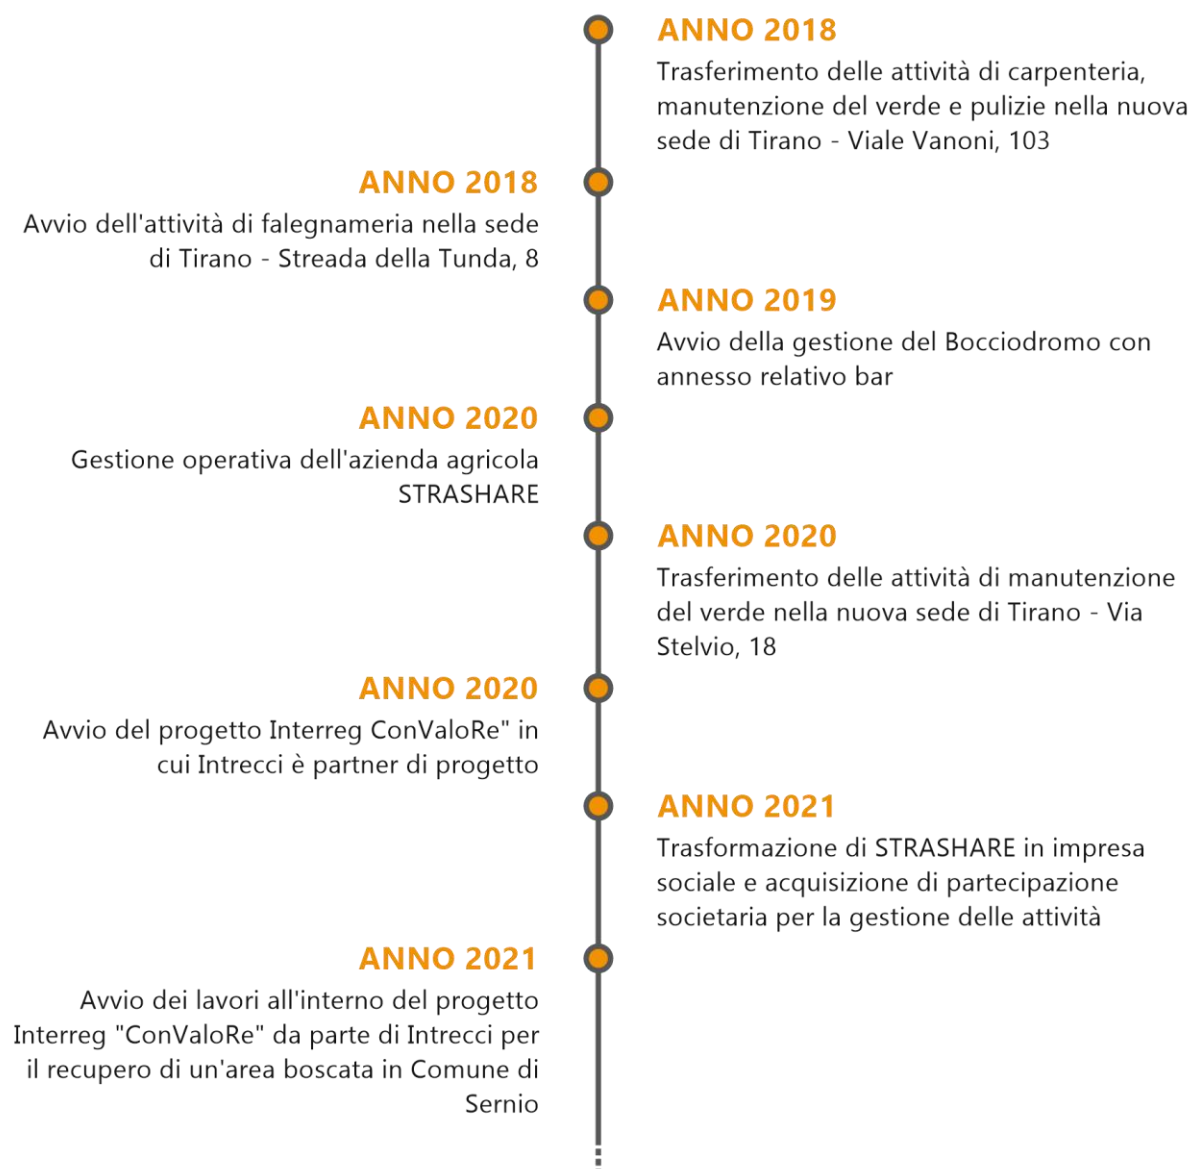 ANNO 2018
Trasferimento delle attività di carpenteria,
manutenzione del verde e pulizie nella nuova
sede di Tirano - Viale Vanoni, 103
ANNO 2018
Avvio dell'attività di falegnameria nella sede
di Tirano - Streada della Tunda, 8
ANNO 2019
Avvio della gestione del Bocciodromo con
annesso relativo bar
ANNO 2020
Gestione operativa dell'azienda agricola
STRASHARE
ANNO 2020
Trasferimento delle attività di manutenzione
del verde nella nuova sede di Tirano - Via
Stelvio, 18
ANNO 2020
Avvio del progetto Interreg ConValoRe" in
cui Intrecci è partner di progetto
ANNO 2021
Trasformazione di STRASHARE in impresa
sociale e acquisizione di partecipazione
societaria per la gestione delle attività
ANNO 2021
Avvio dei lavori all'interno del progetto
Interreg "ConValoRe" da parte di Intrecci per
il recupero di un'area boscata in Comune di
Sernio